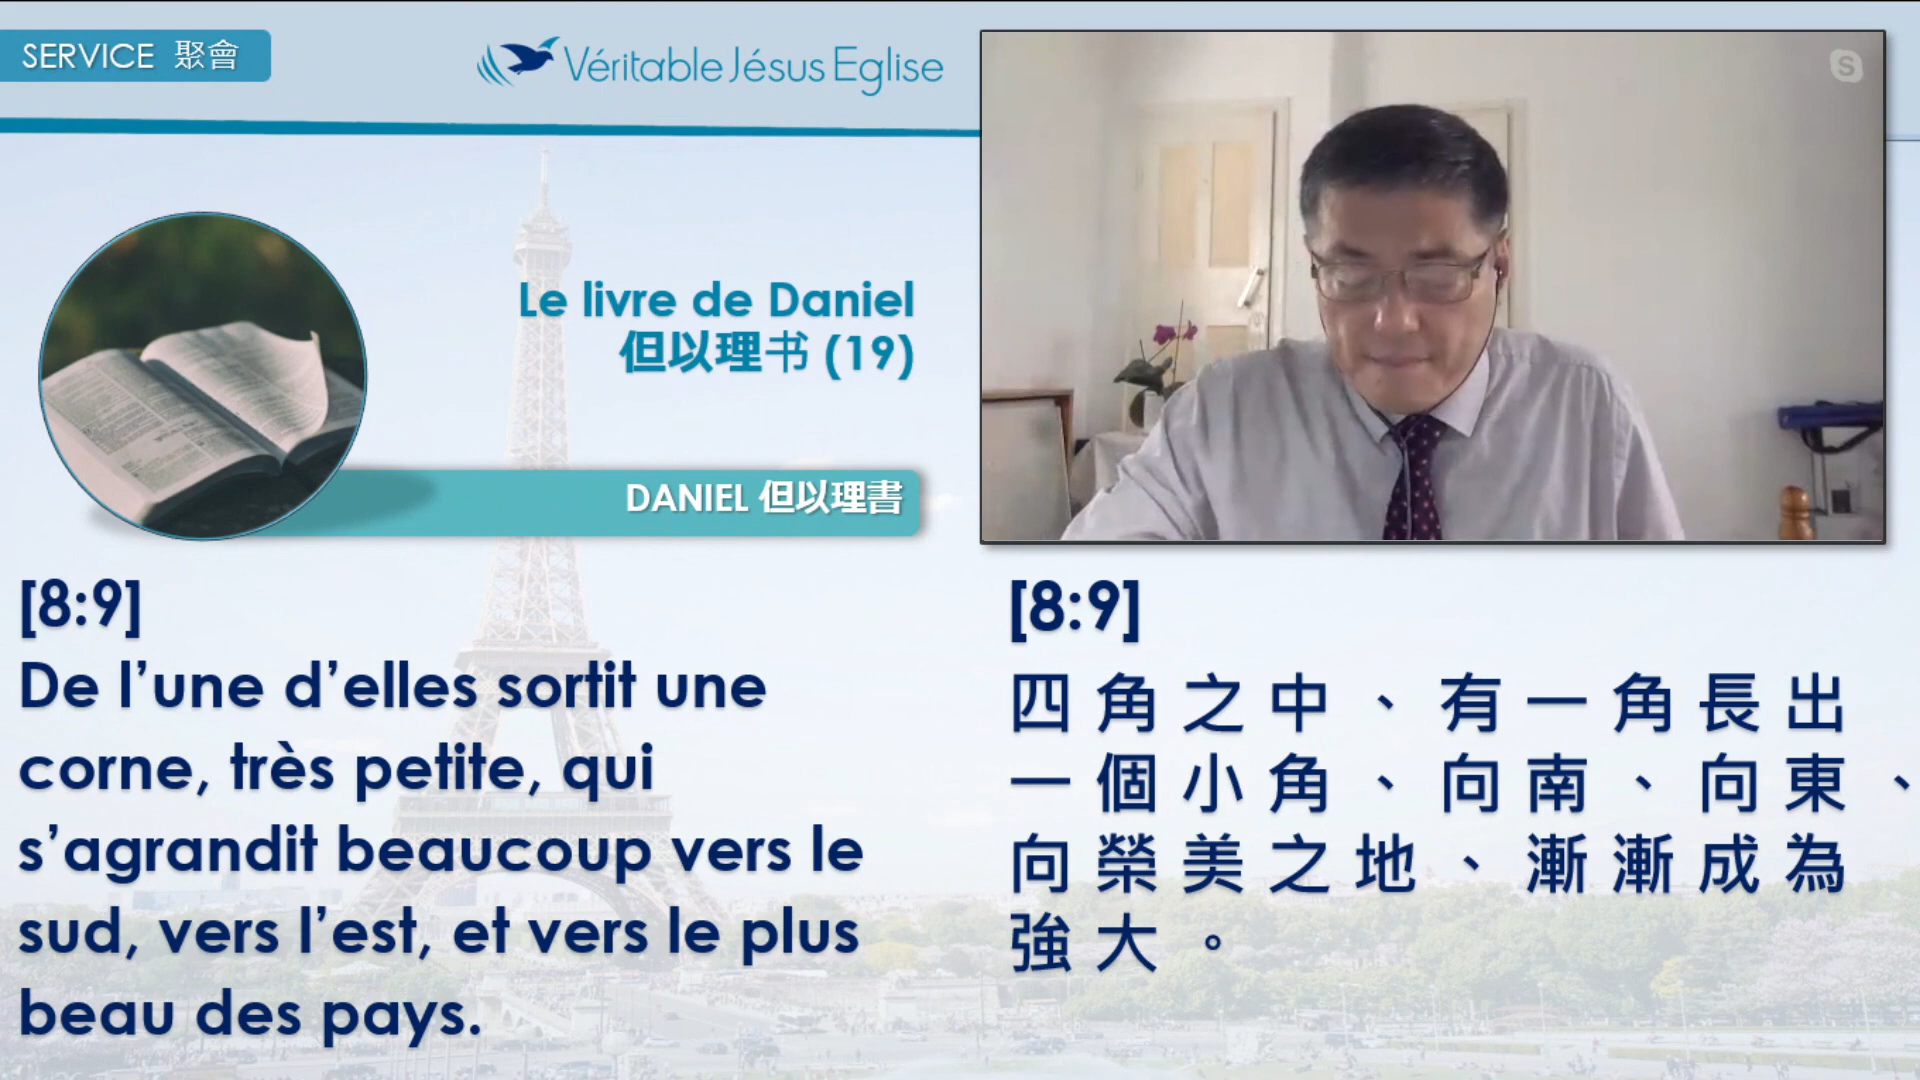 SERVICE 聚會
Véritable Jésus Eglise
S
Le livre de Daniel
但以理书 (19)
DANIEL 但以理書
[8:9]
De l’une d’elles sortit une
corne, très petite, qui
s’agrandit beaucoup vers le
sud, vers l’est, et vers le plus
beau des pays.
[8:9]
四角之中、有一角長出
一個小角、向南、向東、
向榮美之地、漸漸成為
強大。